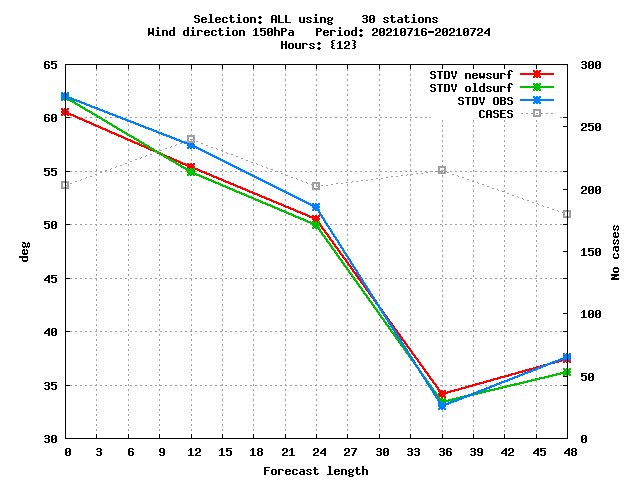 Selection: ALL using    30 stations
Wind direction 150hPa   Period: 20210716-20210724
Hours: {12}
STDV newsurf
STDV oldsurf
STDV OBS
CASES
65
60
55
50
45
40
35
30
deg
300
250
200
150
100
50
0
No cases
0 3 6 9 12 15 18 21 24 27 30 33 36 39 42 45 48
Forecast length